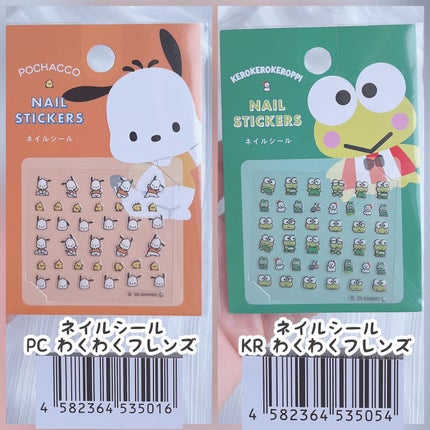 POCHACCO
NAIL
STICKERS
ネイルシール
© '25 SANRIO
ネイルシール
PC わくわくフレンズ
4 582364 535016
KEROKEROKEROPPI
NAIL
STICKERS
ネイルシール
© '25 SANRIO
ネイルシール
KR わくわくフレンズ
4 582364 535054